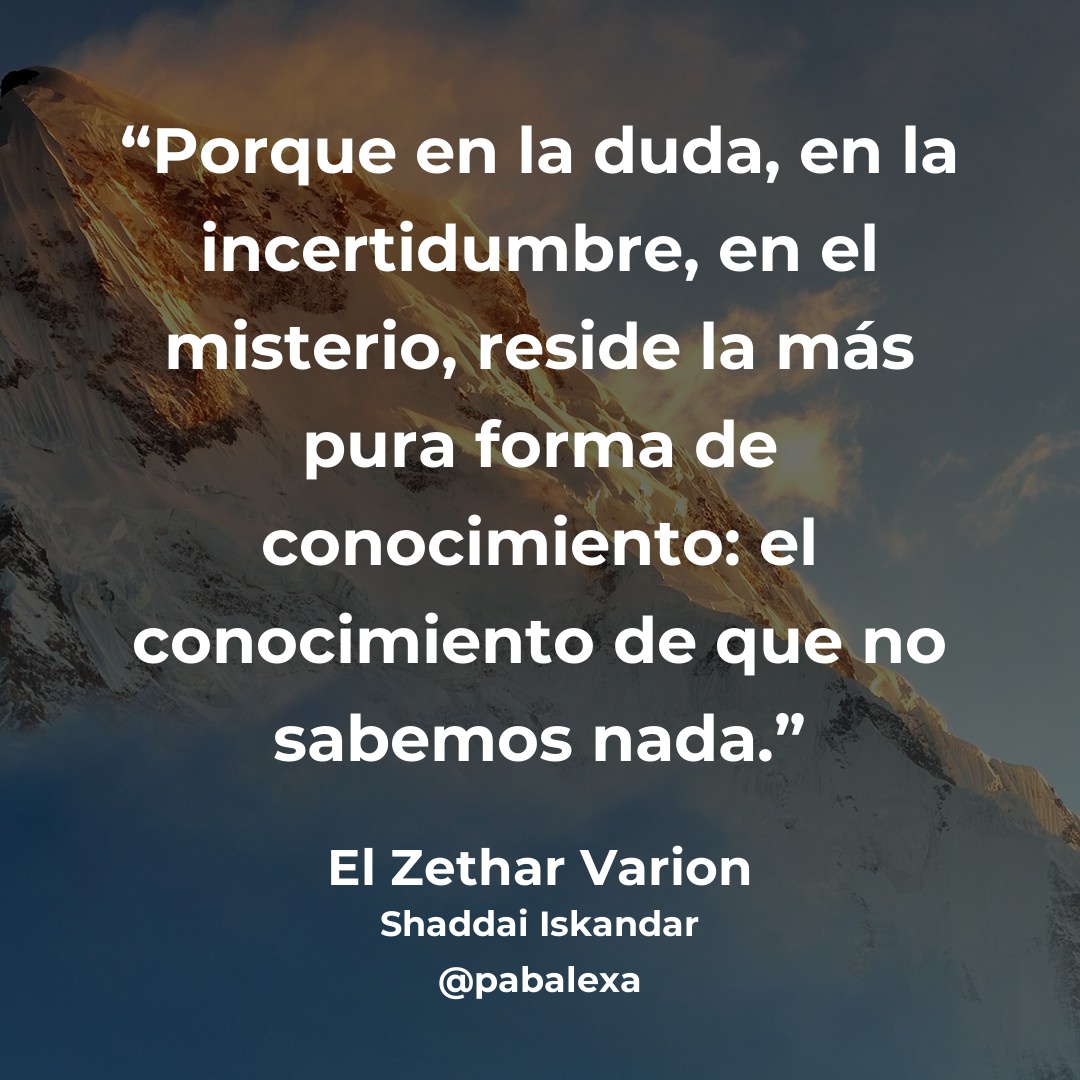 “Porque en la duda, en la
incertidumbre, en el
misterio, reside la más
pura forma de
conocimiento: el
conocimiento de que no
sabemos nada.”
El Zethar Varion
Shaddai Iskandar
@pabalexa